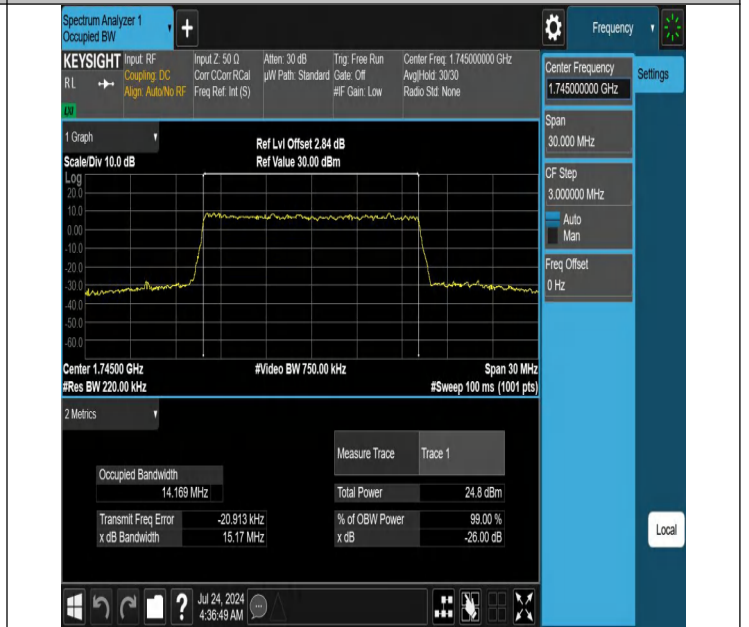 Spectrum Analyzer 1
Occupied BW
+
Frequency
KEYSIGHT
RL
Input: RF
Coupling: DC
Align: Auto/No RF
Input Z: 50 Ω
Corr CCorr RCal
Freq Ref: Int (S)
Atten: 30 dB
µW Path: Standard
Trig: Free Run
Gate: Off
#IF Gain: Low
Center Freq: 1.745000000 GHz
Avg|Hold: 30/30
Radio Std: None
Center Frequency
1.745000000 GHz
Settings
Span
30.000 MHz
CF Step
3.000000 MHz
Auto
Man
Freq Offset
0 Hz
1 Graph
Scale/Div 10.0 dB
Ref Lvl Offset 2.84 dB
Ref Value 30.00 dBm
Log
20.0
10.0
0.00
-10.0
-20.0
-30.0
-40.0
-50.0
-60.0
Center 1.74500 GHz
#Video BW 750.00 kHz
Span 30 MHz
#Res BW 220.00 kHz
#Sweep 100 ms (1001 pts)
2 Metrics
Measure Trace Trace 1
Occupied Bandwidth
14.169 MHz
Total Power 24.8 dBm
Transmit Freq Error -20.913 kHz
% of OBW Power 99.00 %
x dB Bandwidth 15.17 MHz
x dB -26.00 dB
Local
?
Jul 24, 2024
4:36:49 AM